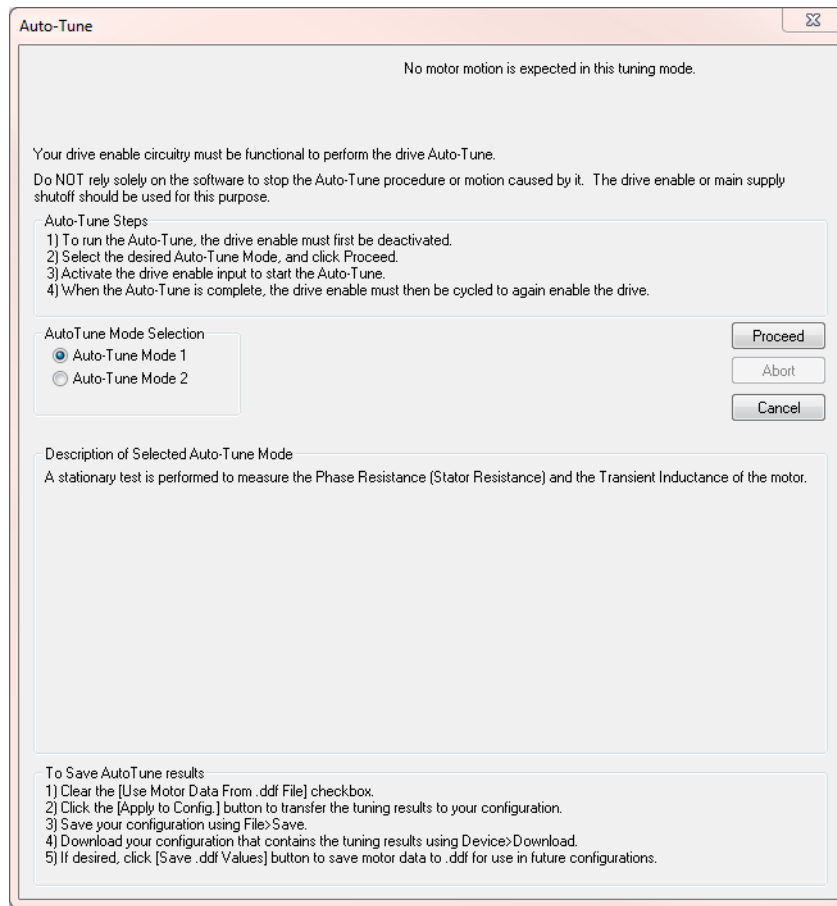 Auto-Tune
No motor motion is expected in this tuning mode.
Your drive enable circuitry must be functional to perform the drive Auto-Tune.
Do NOT rely solely on the software to stop the Auto-Tune procedure or motion caused by it.  The drive enable or main supply
shutoff should be used for this purpose.
Auto-Tune Steps
1) To run the Auto-Tune, the drive enable must first be deactivated.
2) Select the desired Auto-Tune Mode, and click Proceed.
3) Activate the drive enable input to start the Auto-Tune.
4) When the Auto-Tune is complete, the drive enable must then be cycled to again enable the drive.
AutoTune Mode Selection
Auto-Tune Mode 1
Auto-Tune Mode 2
Proceed
Abort
Cancel
Description of Selected Auto-Tune Mode
A stationary test is performed to measure the Phase Resistance (Stator Resistance) and the Transient Inductance of the motor.
To Save AutoTune results
1) Clear the [Use Motor Data From .ddf File] checkbox.
2) Click the [Apply to Config.] button to transfer the tuning results to your configuration.
3) Save your configuration using File>Save.
4) Download your configuration that contains the tuning results using Device>Download.
5) If desired, click [Save .ddf Values] button to save motor data to .ddf for use in future configurations.